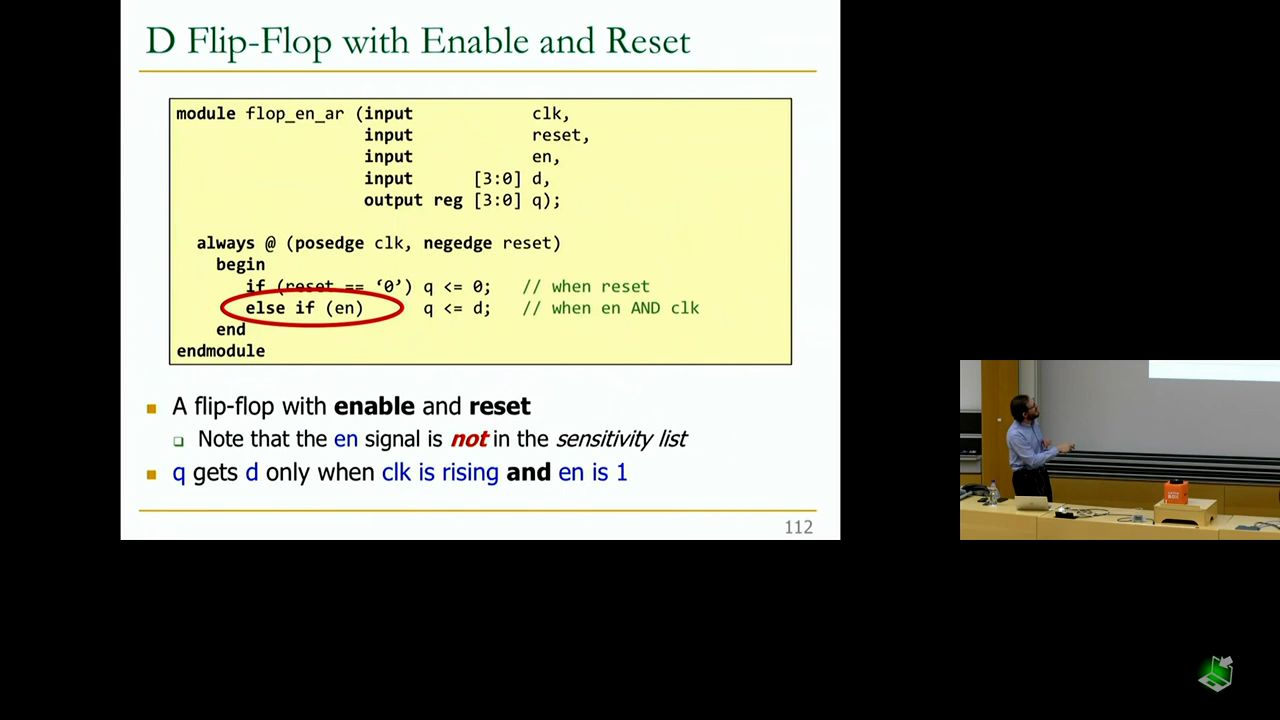 D Flip-Flop with Enable and Reset
module flop_en_ar (input clk,
input reset,
input en,
input [3:0] d,
output reg [3:0] q);
always @ (posedge clk, negedge reset)
begin
if (reset == ‘0’) q <= 0; // when reset
else if (en) q <= d; // when en AND clk
end
endmodule
A flip-flop with enable and reset
Note that the en signal is not in the sensitivity list
q gets d only when clk is rising and en is 1
112